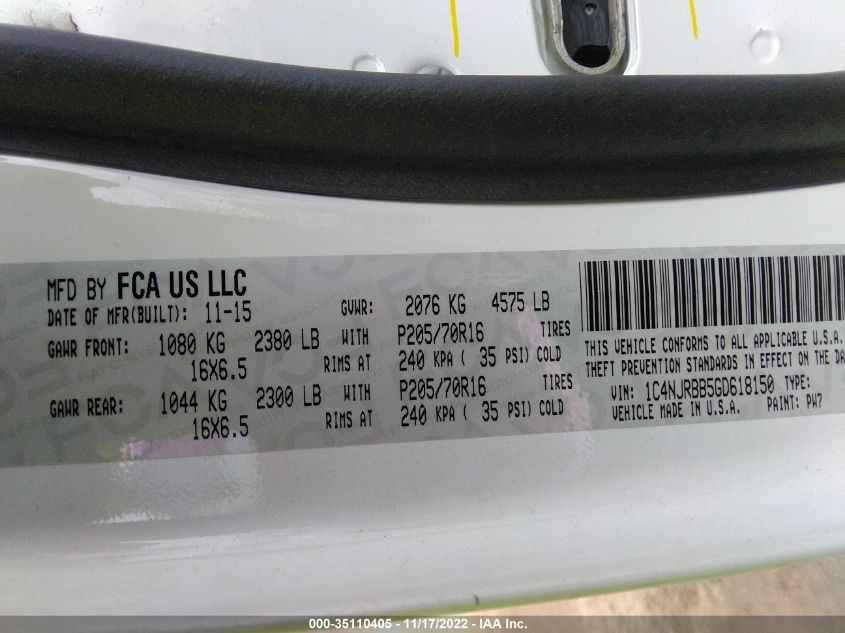 MFD BY FCA US LLC
DATE OF MFR(BUILT): 11-15 GVWR: 2076 KG 4575 LB
GAWR FRONT: 1080 KG 2380 LB WITH P205/70R16 TIRES
16X6.5 RIMS AT 240 KPA ( 35 PSI) COLD
GAWR REAR: 1044 KG 2300 LB WITH P205/70R16 TIRES
16X6.5 RIMS AT 240 KPA ( 35 PSI) COLD
THIS VEHICLE CONFORMS TO ALL APPLICABLE U.S.A.
THEFT PREVENTION STANDARDS IN EFFECT ON THE DA
VIN: 1C4NJRBB5GD618150 TYPE:
VEHICLE MADE IN U.S.A. PAINT: PW7
000-35110405 - 11/17/2022 - IAA Inc.